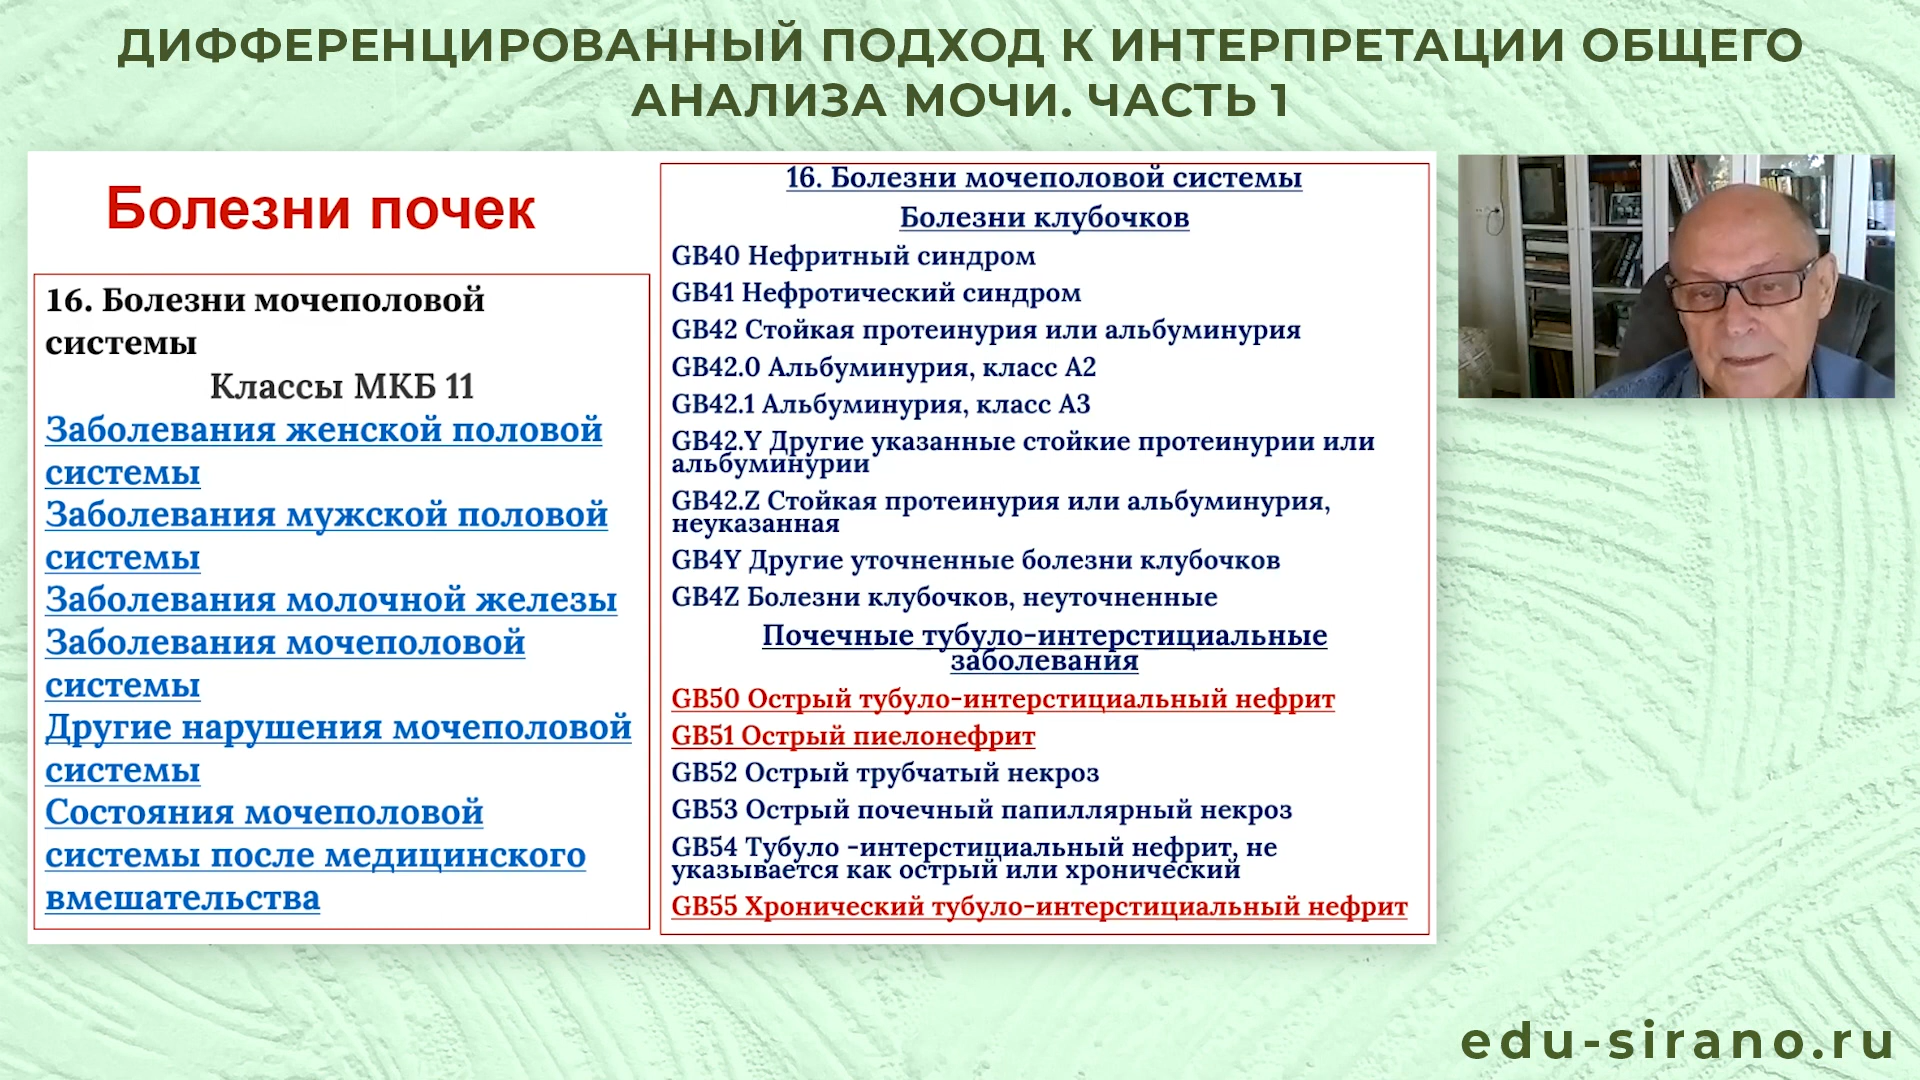 ДИФФЕРЕНЦИРОВАННЫЙ ПОДХОД К ИНТЕРПРЕТАЦИИ ОБЩЕГО
АНАЛИЗА МОЧИ. ЧАСТЬ 1
Болезни почек
16. Болезни мочеполовой
системы
Классы МКБ 11
Заболевания женской половой
системы
Заболевания мужской половой
системы
Заболевания молочной железы
Заболевания мочеполовой
системы
Другие нарушения мочеполовой
системы
Состояния мочеполовой
системы после медицинского
вмешательства
16. Болезни мочеполовой системы
Болезни клубочков
GB40 Нефритный синдром
GB41 Нефротический синдром
GB42 Стойкая протеинурия или альбуминурия
GB42.0 Альбуминурия, класс А2
GB42.1 Альбуминурия, класс А3
GB42.Y Другие указанные стойкие протеинурии или
альбуминурии
GB42.Z Стойкая протеинурия или альбуминурия,
неуказанная
GB4Y Другие уточненные болезни клубочков
GB4Z Болезни клубочков, неуточненные
Почечные тубуло-интерстициальные
заболевания
GB50 Острый тубуло-интерстициальный нефрит
GB51 Острый пиелонефрит
GB52 Острый трубчатый некроз
GB53 Острый почечный папиллярный некроз
GB54 Тубуло -интерстициальный нефрит, не
указывается как острый или хронический
GB55 Хронический тубуло-интерстициальный нефрит
edu-sirano.ru